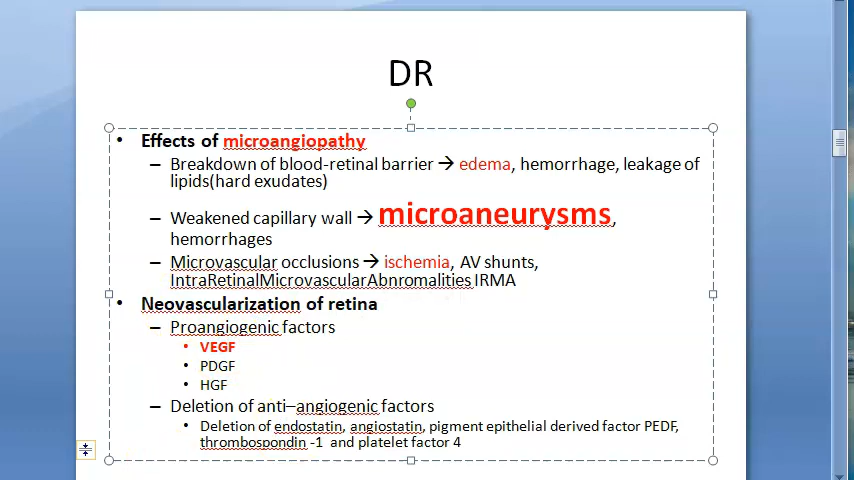 DR
• Effects of microangiopathy
– Breakdown of blood-retinal barrier → edema, hemorrhage, leakage of
lipids(hard exudates)
– Weakened capillary wall → microaneurysms,
hemorrhages
– Microvascular occlusions → ischemia, AV shunts,
IntraRetinalMicrovascularAbnromalities IRMA
• Neovascularization of retina
– Proangiogenic factors
• VEGF
• PDGF
• HGF
– Deletion of anti–angiogenic factors
• Deletion of endostatin, angiostatin, pigment epithelial derived factor PEDF,
thrombospondin -1 and platelet factor 4